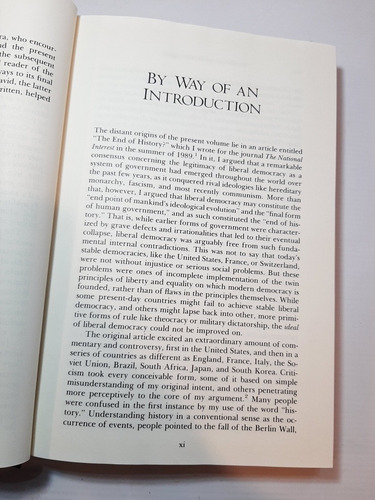 ra, who encour-
nd the present
the subsequent
reader of the
ways to its final
avid, the latter
ritten, helped
BY WAY OF AN
INTRODUCTION
The distant origins of the present volume lie in an article entitled
"The End of History?" which I wrote for the journal The National
Interest in the summer of 1989.1 In it, I argued that a remarkable
consensus concerning the legitimacy of liberal democracy as a
system of government had emerged throughout the world over
the past few years, as it conquered rival ideologies like hereditary
monarchy, fascism, and most recently communism. More than
that, however, I argued that liberal democracy may constitute the
"end point of mankind's ideological evolution" and the "final form
of human government," and as such constituted the "end of his-
tory." That is, while earlier forms of government were character-
ized by grave defects and irrationalities that led to their eventual
collapse, liberal democracy was arguably free from such funda-
mental internal contradictions. This was not to say that today's
stable democracies, like the United States, France, or Switzerland,
were not without injustice or serious social problems. But these
problems were ones of incomplete implementation of the twin
principles of liberty and equality on which modern democracy is
founded, rather than of flaws in the principles themselves. While
some present-day countries might fail to achieve stable liberal
democracy, and others might lapse back into other, more primi-
tive forms of rule like theocracy or military dictatorship, the ideal
of liberal democracy could not be improved on.
The original article excited an extraordinary amount of com-
mentary and controversy, first in the United States, and then in a
series of countries as different as England, France, Italy, the So-
viet Union, Brazil, South Africa, Japan, and South Korea. Criti-
cism took every conceivable form, some of it based on simple
misunderstanding of my original intent, and others penetrating
more perceptively to the core of my argument.2 Many people
were confused in the first instance by my use of the word "his-
tory." Understanding history in a conventional sense as the oc-
currence of events, people pointed to the fall of the Berlin Wall,
xi